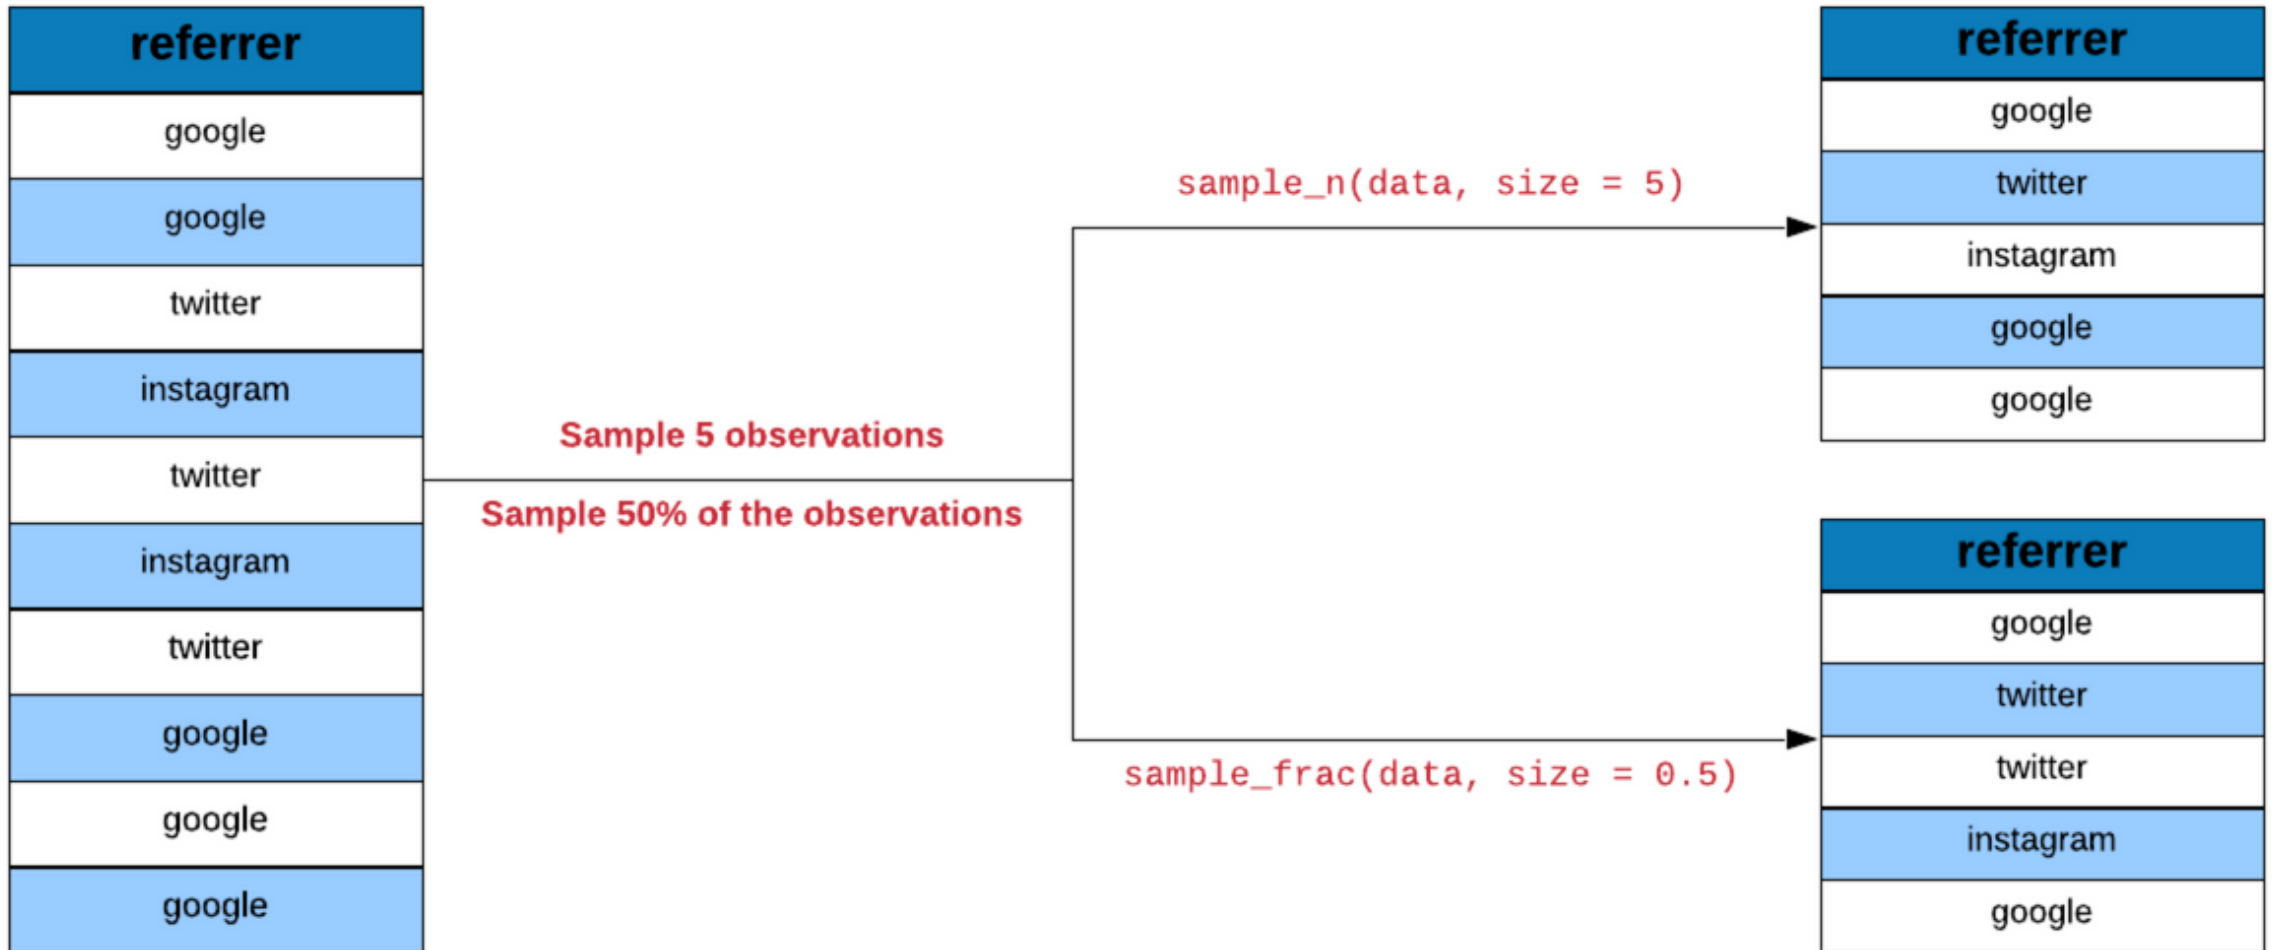 referrer
google
google
twitter
instagram
twitter
instagram
twitter
google
google
google
Sample 5 observations
Sample 50% of the observations
sample_n(data, size = 5)
sample_frac(data, size = 0.5)
referrer
google
twitter
instagram
google
google
referrer
google
twitter
twitter
instagram
google